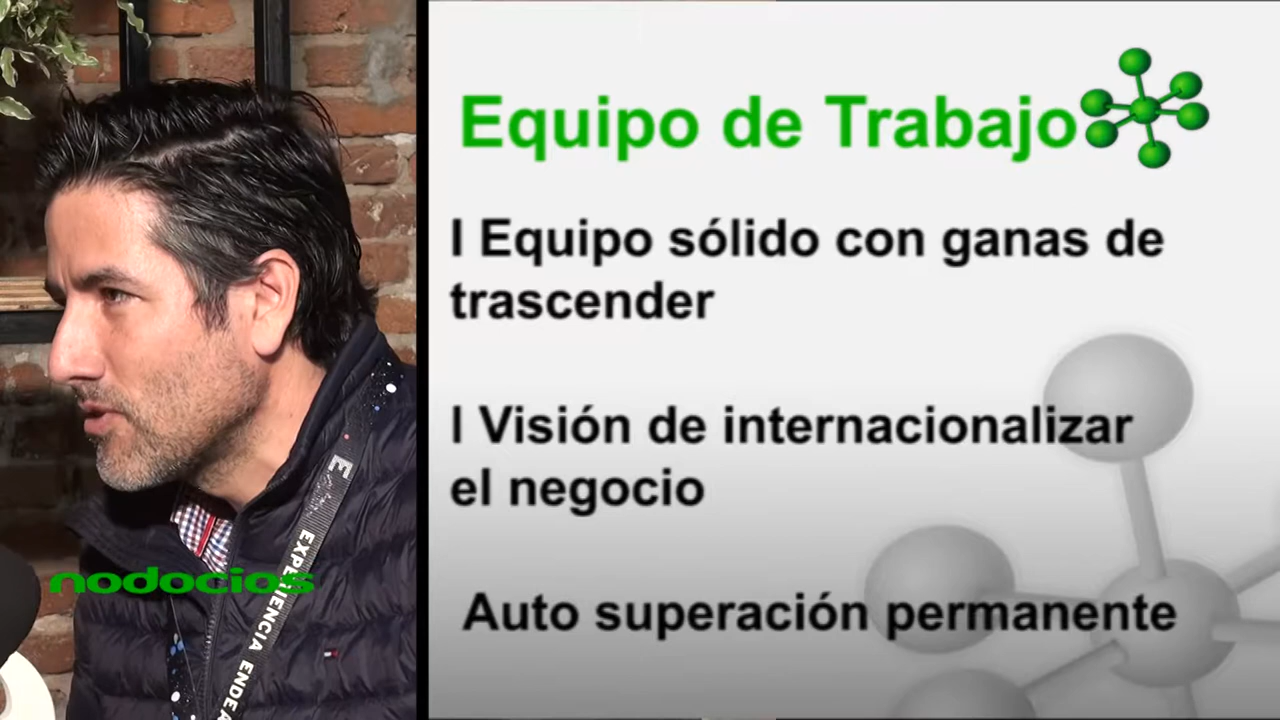 Equipo de Trabajo
I Equipo sólido con ganas de
trascender
I Visión de internacionalizar
el negocio
Auto superación permanente
nodocios
EXPERIENCIA ENDEA